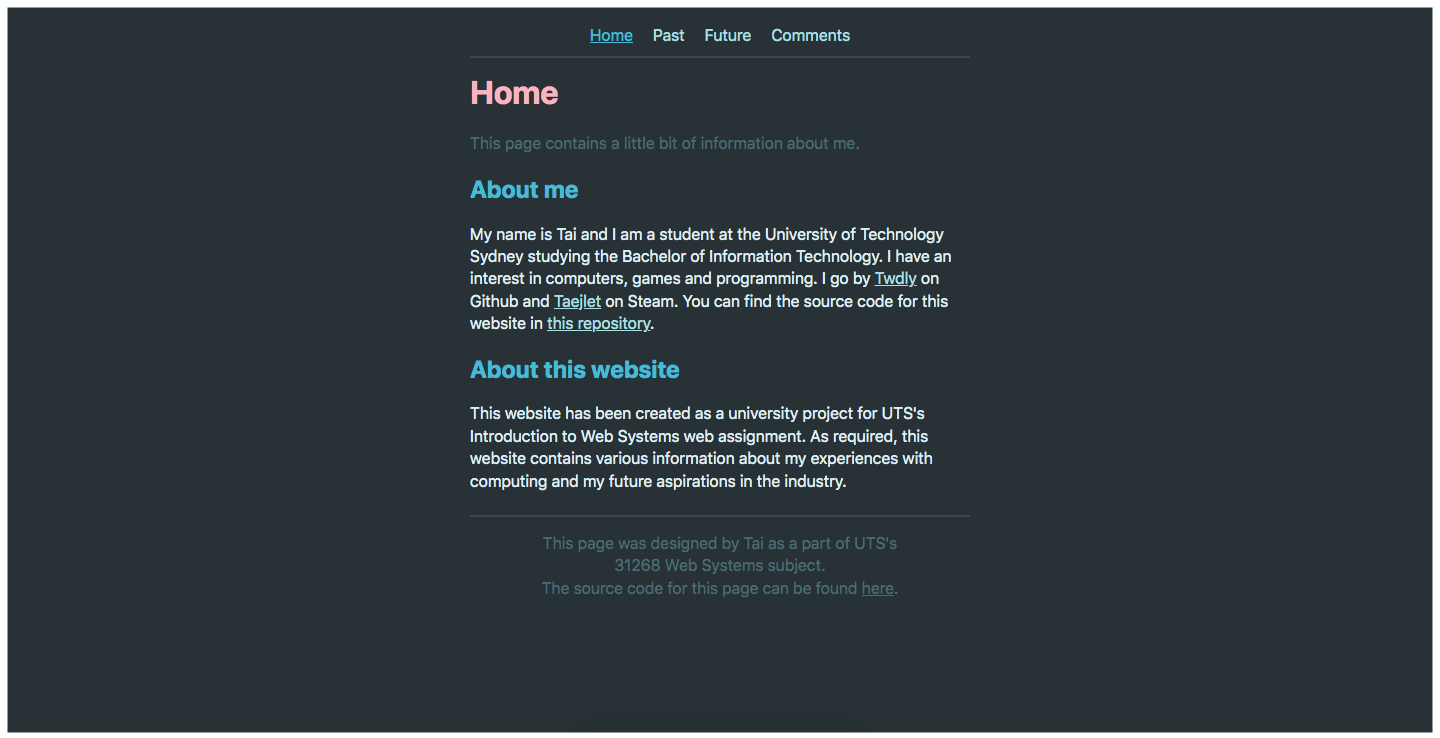 Home Past Future Comments
Home
This page contains a little bit of information about me.
About me
My name is Tai and I am a student at the University of Technology
Sydney studying the Bachelor of Information Technology. I have an
interest in computers, games and programming. I go by Twdly on
Github and Taejlet on Steam. You can find the source code for this
website in this repository.
About this website
This website has been created as a university project for UTS's
Introduction to Web Systems web assignment. As required, this
website contains various information about my experiences with
computing and my future aspirations in the industry.
This page was designed by Tai as a part of UTS's
31268 Web Systems subject.
The source code for this page can be found here.